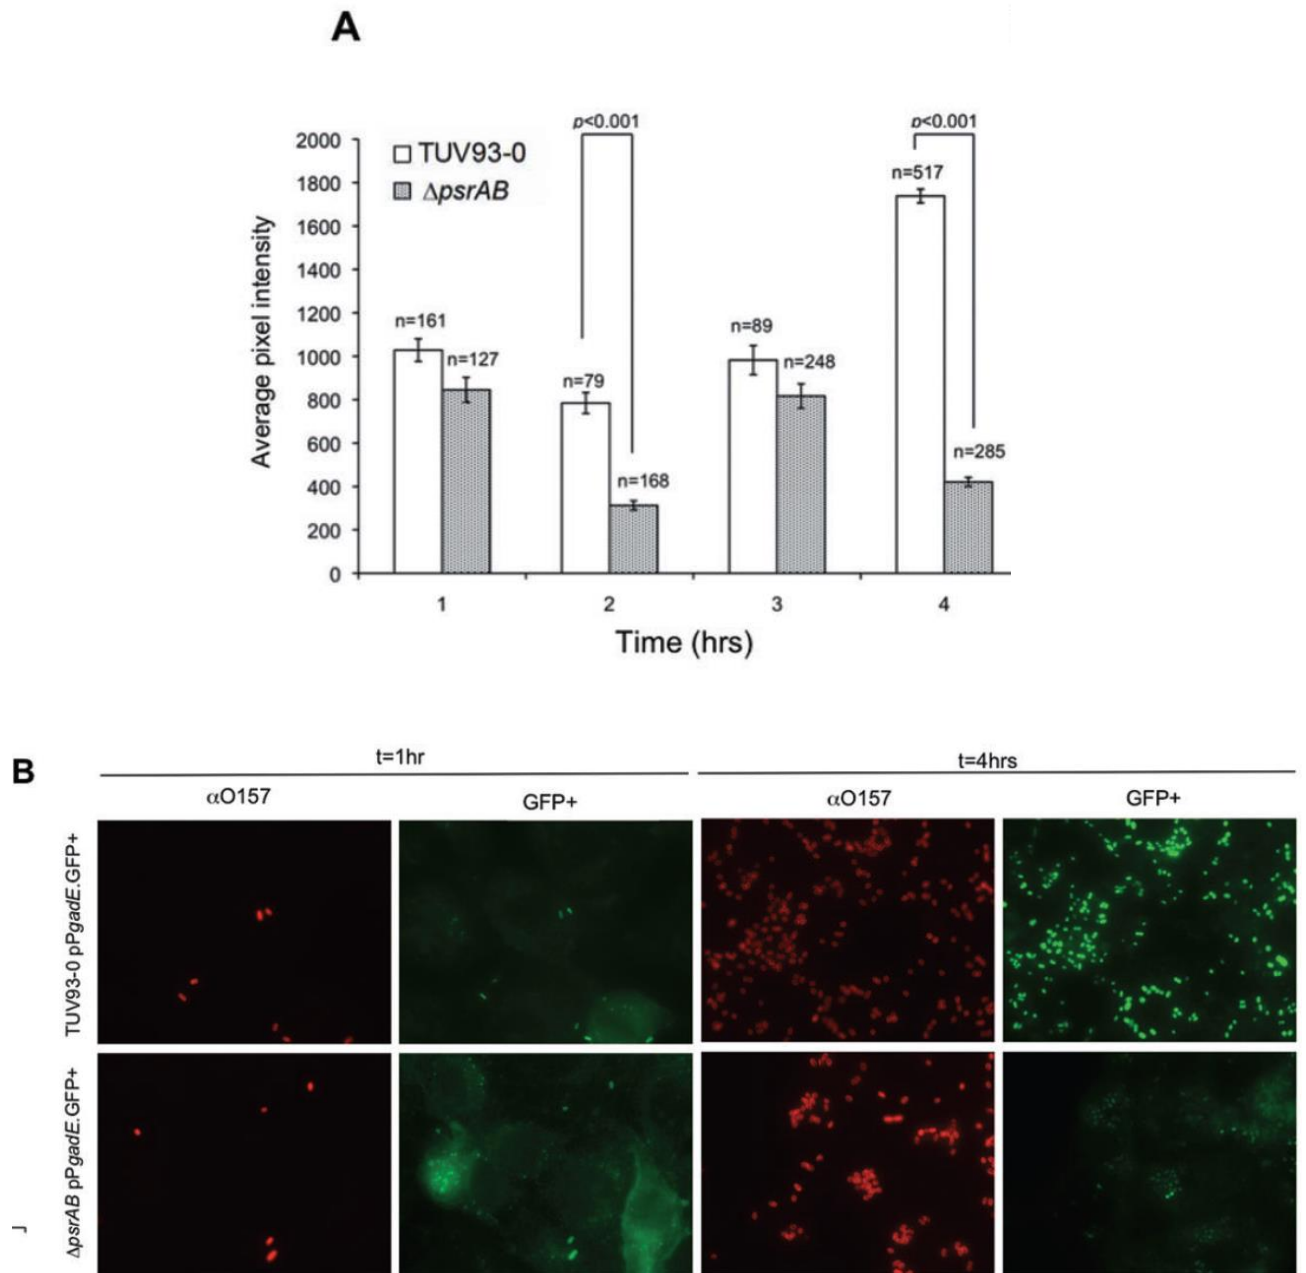 A
p<0.001
p<0.001
2000
1800
1600
1400
1200
1000
800
600
400
200
0
Average pixel intensity
TUV93-0
ΔpsrAB
n=161
n=127
n=79
n=168
n=89
n=248
n=517
n=285
1 2 3 4
Time (hrs)
B
t=1hr t=4hrs
αO157 GFP+ αO157 GFP+
TUV93-0 pPgadE.GFP+
ΔpsrAB pPgadE.GFP+